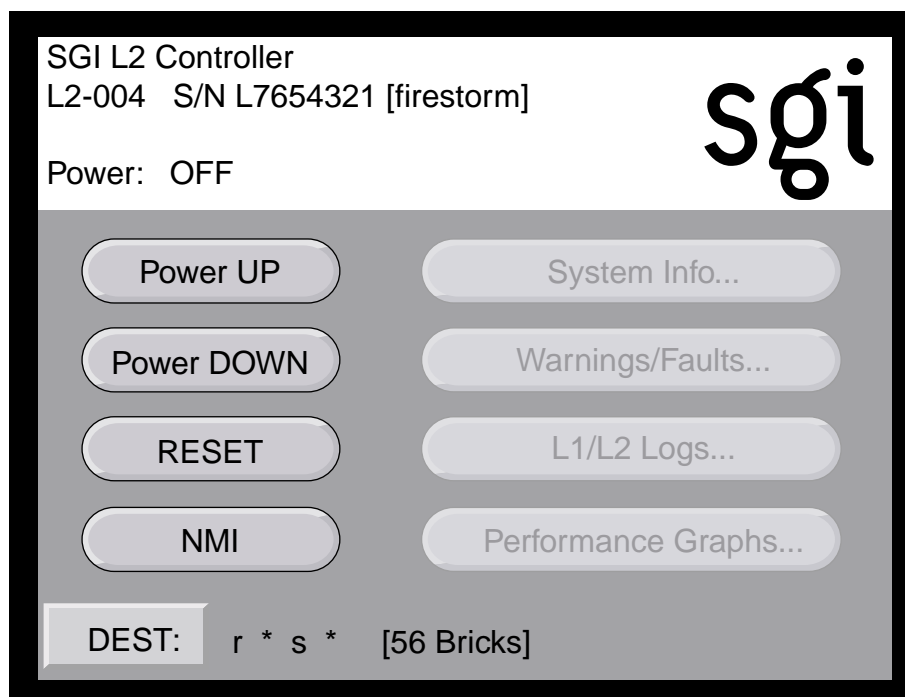 SGI L2 Controller
L2-004 S/N L7654321 [firestorm]
sgi
Power: OFF
Power UP
System Info...
Power DOWN
Warnings/Faults...
RESET
L1/L2 Logs...
NMI
Performance Graphs...
DEST: r * s * [56 Bricks]